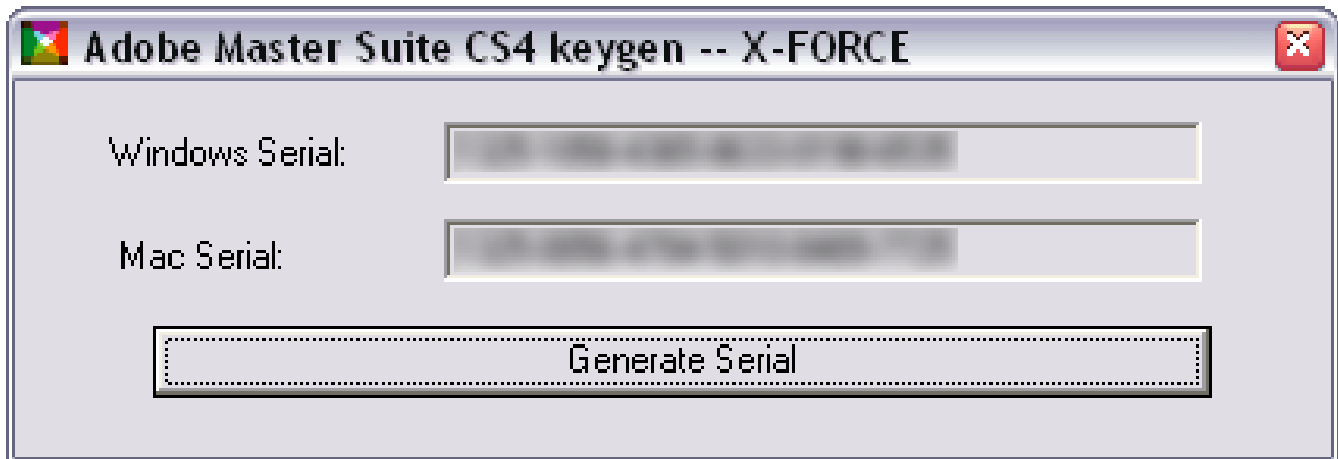 Adobe Master Suite CS4 keygen -- X-FORCE
Windows Serial:
Mac Serial:
Generate Serial